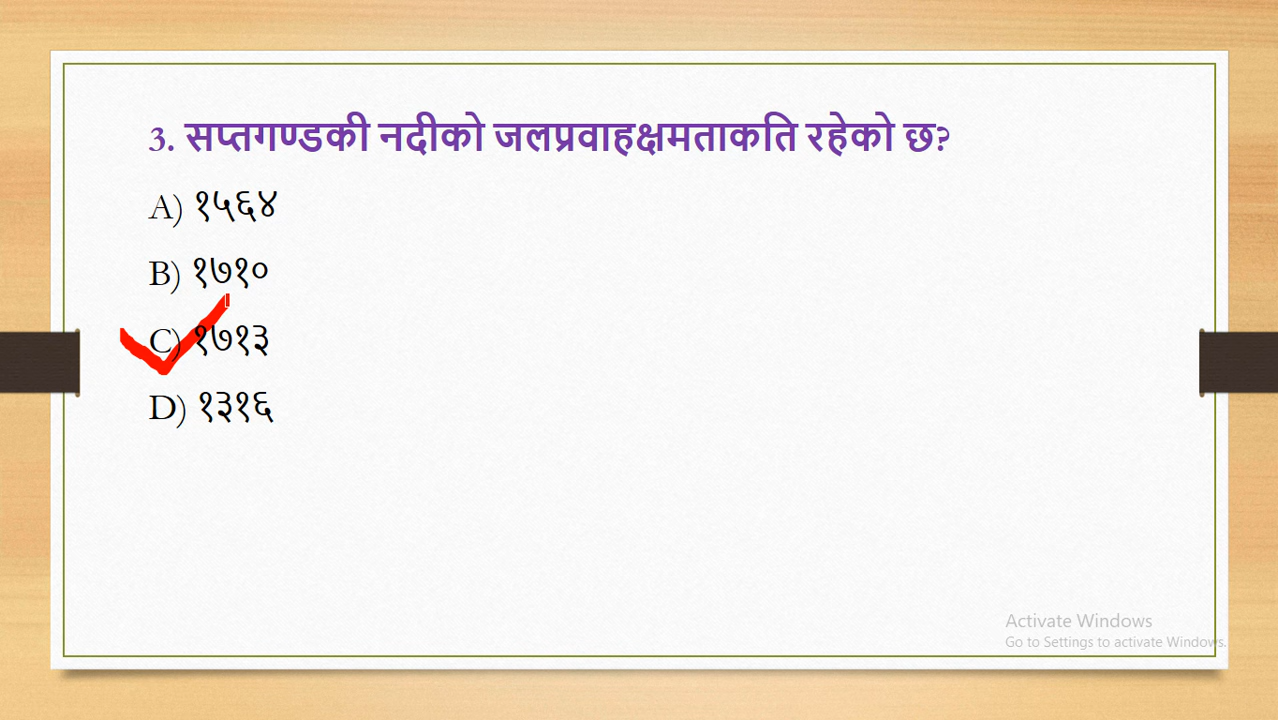 3. सप्तगण्डकी नदीको जलप्रवाहक्षमताकति रहेको छ?
A) १५६४
B) १७१०
C) १७१३
D) १३१६
Activate Windows
Go to Settings to activate Windows.